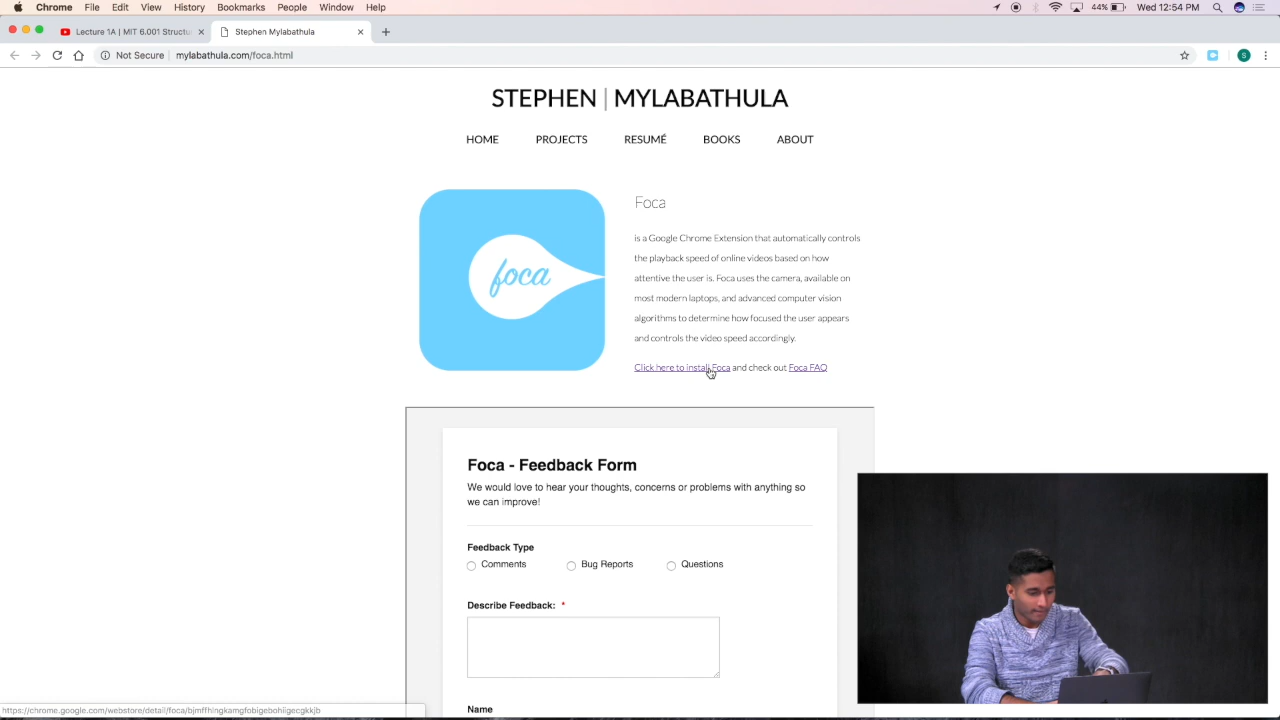 Chrome File Edit View History Bookmarks People Window Help 44% Wed 12:54 PM
Lecture 1A | MIT 6.001 Structu
Stephen Mylabathula
Not Secure mylabathula.com/foca.html
S
STEPHEN | MYLABATHULA
HOME PROJECTS RESUMÉ BOOKS ABOUT
foca
Foca
is a Google Chrome Extension that automatically controls
the playback speed of online videos based on how
attentive the user is. Foca uses the camera, available on
most modern laptops, and advanced computer vision
algorithms to determine how focused the user appears
and controls the video speed accordingly.
Click here to install Foca and check out Foca FAQ
Foca - Feedback Form
We would love to hear your thoughts, concerns or problems with anything so
we can improve!
Feedback Type
Comments Bug Reports Questions
Describe Feedback: *
Name
https://chrome.google.com/webstore/detail/foca/bjmffhingkamgfobigebohiigecgkkjb